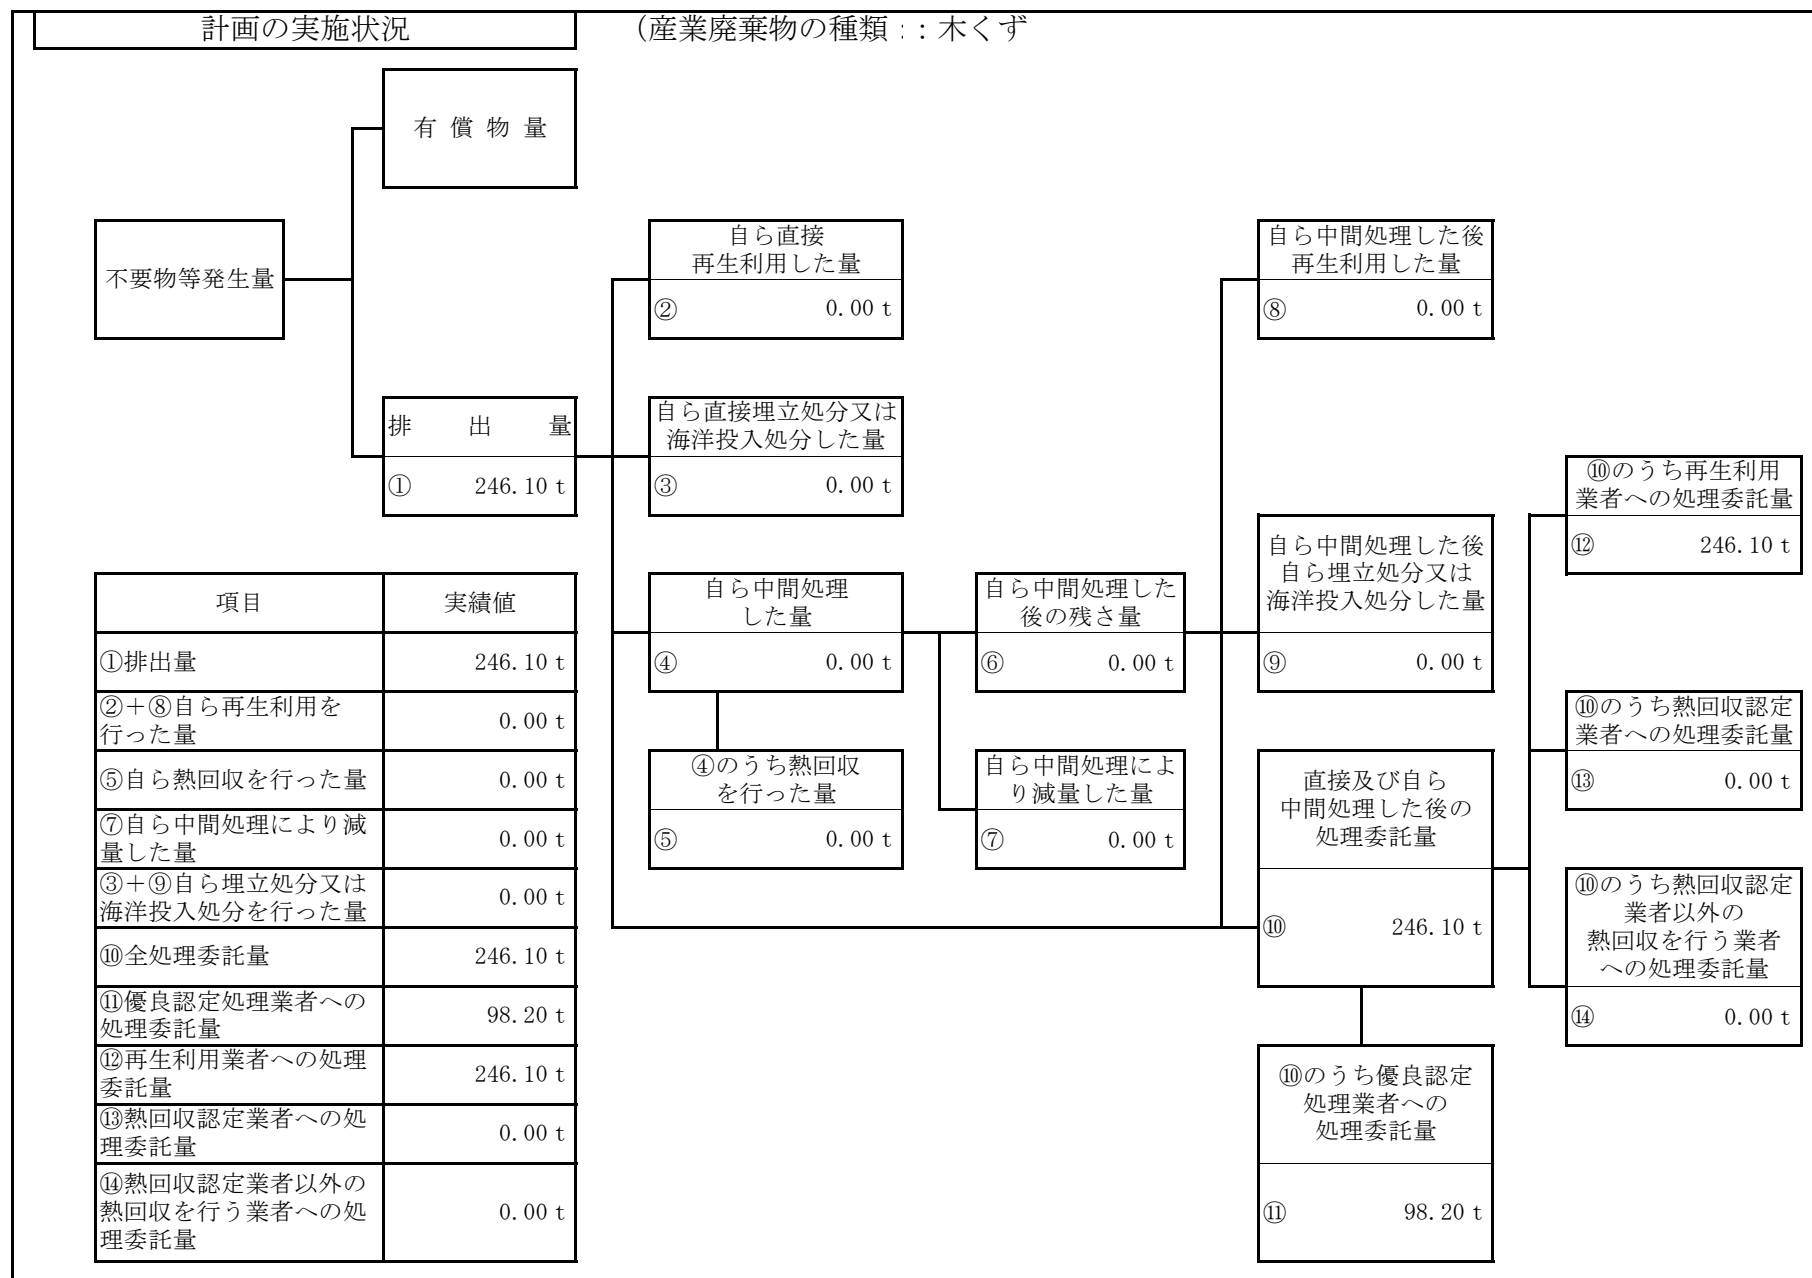 計画の実施状況
（産業廃棄物の種類：：木くず
有 償 物 量
不要物等発生量
自ら直接
再生利用した量
② 0.00 t
自ら中間処理した後
再生利用した量
⑧ 0.00 t
排 出 量
① 246.10 t
自ら直接埋立処分又は
海洋投入処分した量
③ 0.00 t
⑩のうち再生利用
業者への処理委託量
⑫ 246.10 t
自ら中間処理した後
自ら埋立処分又は
海洋投入処分した量
⑨ 0.00 t
自ら中間処理
した量
④ 0.00 t
自ら中間処理した
後の残さ量
⑥ 0.00 t
④のうち熱回収
を行った量
⑤ 0.00 t
自ら中間処理によ
り減量した量
⑦ 0.00 t
⑩のうち熱回収認定
業者への処理委託量
⑬ 0.00 t
直接及び自ら
中間処理した後の
処理委託量
⑩ 246.10 t
⑩のうち熱回収認定
業者以外の
熱回収を行う業者
への処理委託量
⑭ 0.00 t
⑩のうち優良認定
処理業者への
処理委託量
⑪ 98.20 t
項目 実績値
①排出量 246.10 t
②＋⑧自ら再生利用を
行った量 0.00 t
⑤自ら熱回収を行った量 0.00 t
⑦自ら中間処理により減
量した量 0.00 t
③＋⑨自ら埋立処分又は
海洋投入処分を行った量 0.00 t
⑩全処理委託量 246.10 t
⑪優良認定処理業者への
処理委託量 98.20 t
⑫再生利用業者への処理
委託量 246.10 t
⑬熱回収認定業者への処
理委託量 0.00 t
⑭熱回収認定業者以外の
熱回収を行う業者への処
理委託量 0.00 t